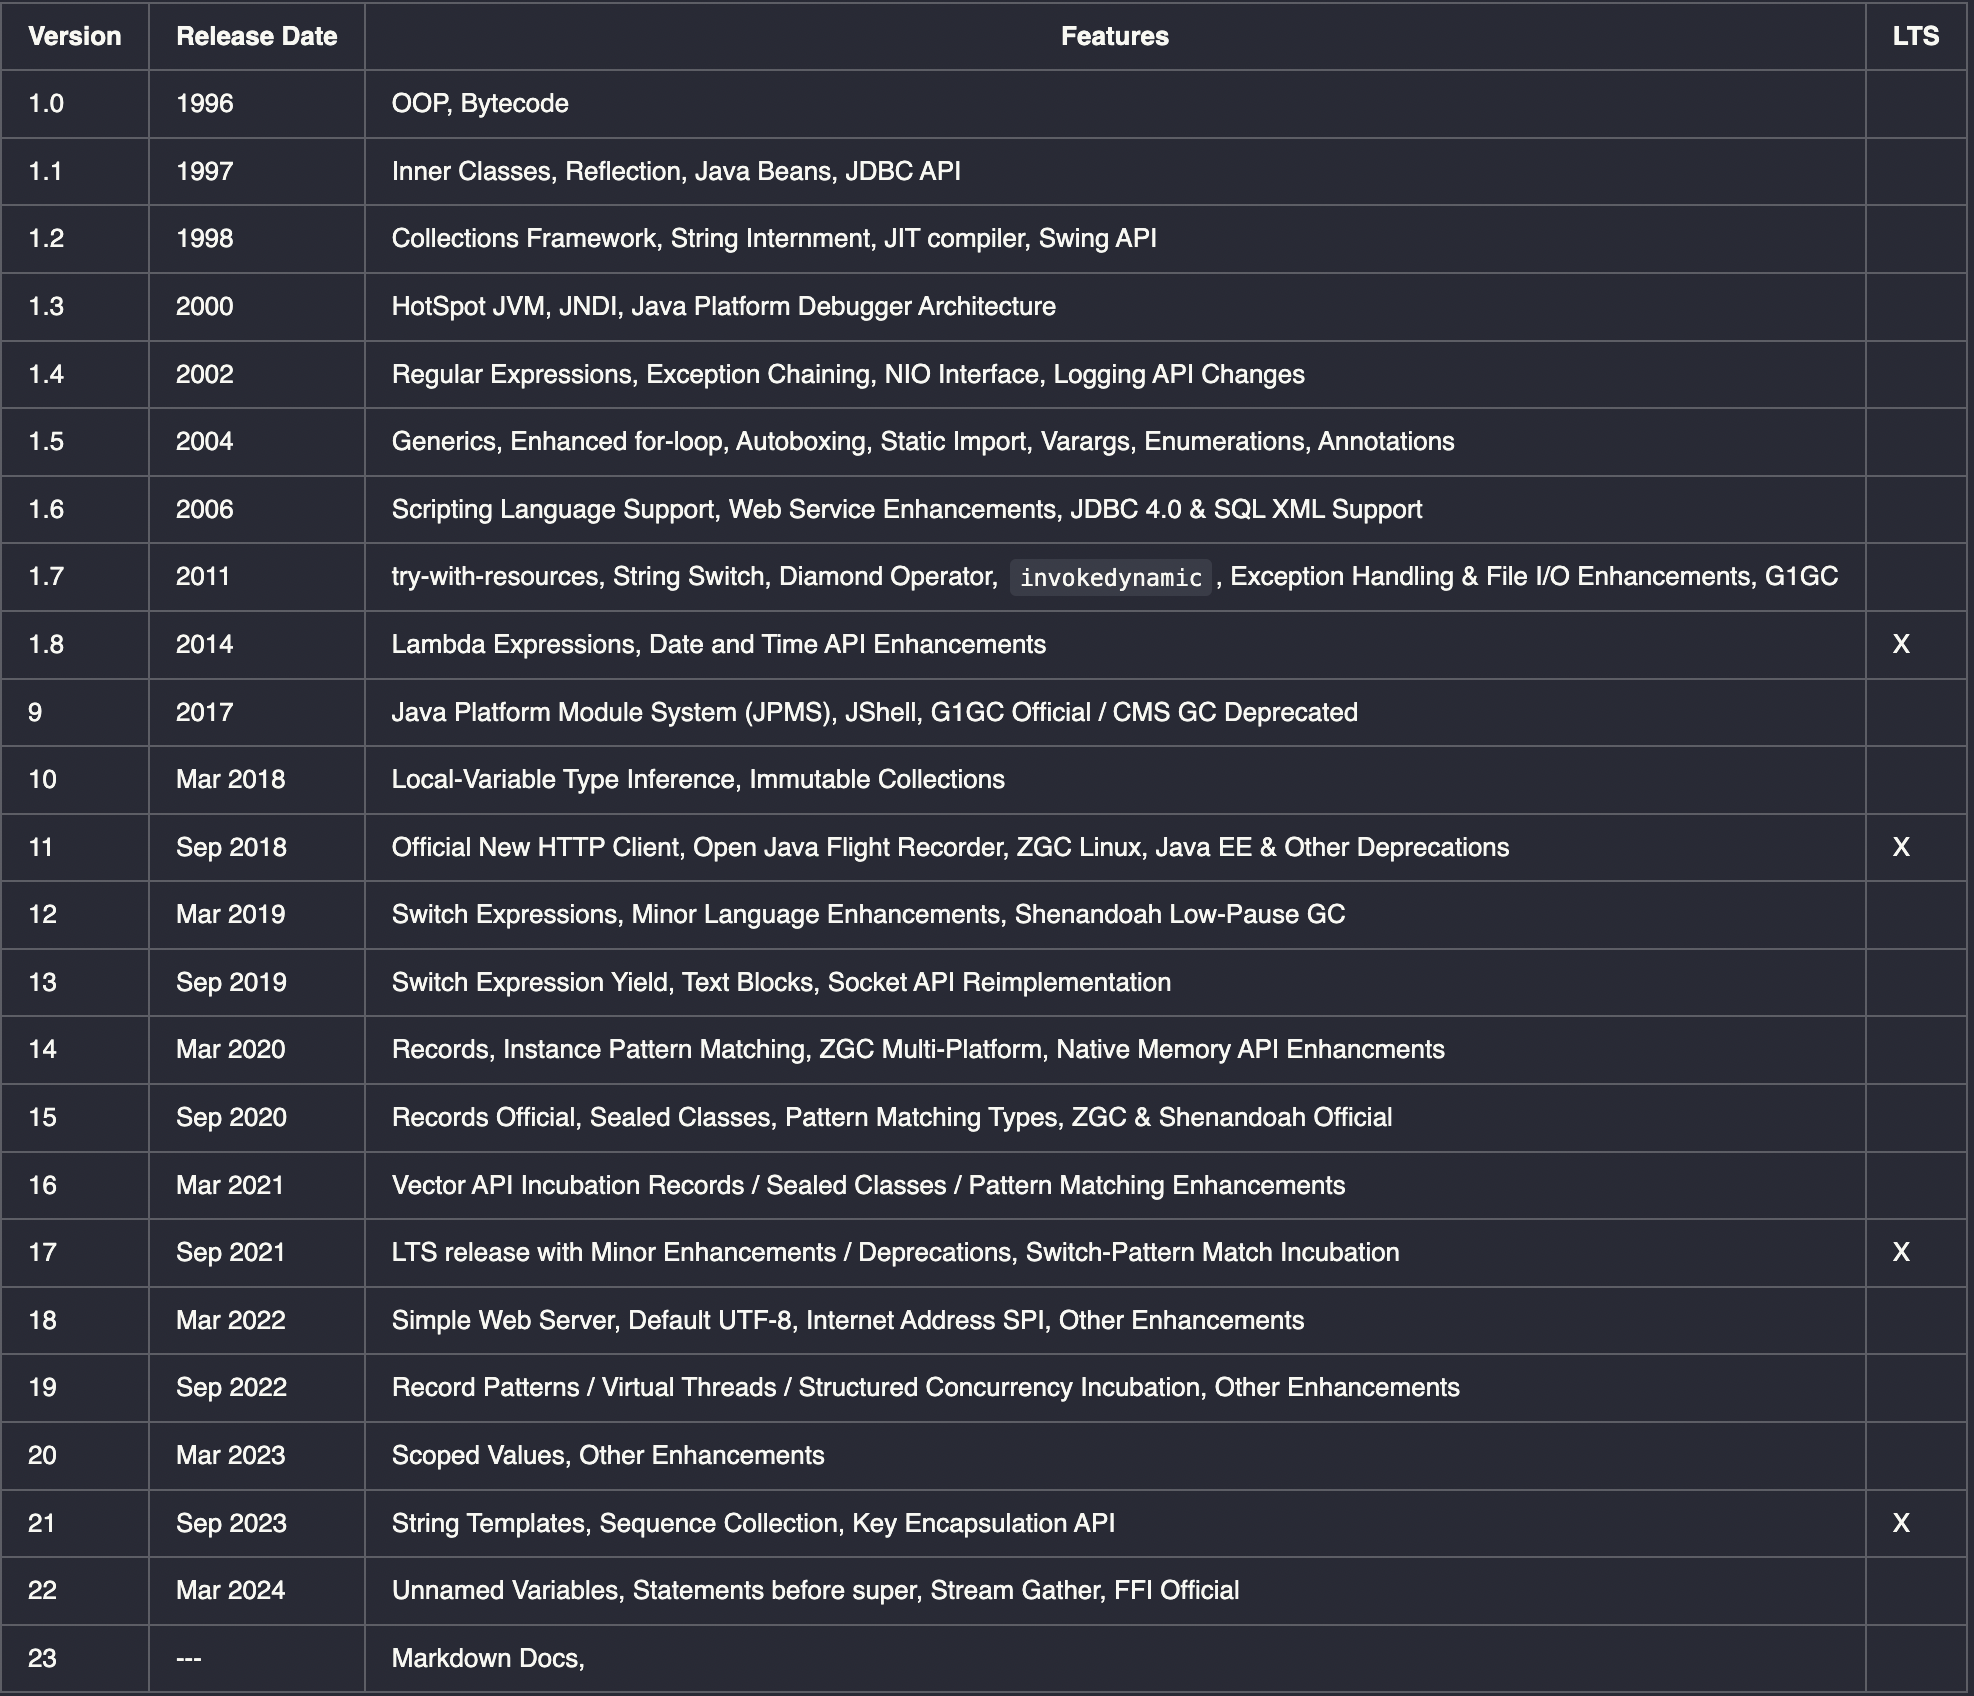 Version Release Date Features LTS
1.0 1996 OOP, Bytecode
1.1 1997 Inner Classes, Reflection, Java Beans, JDBC API
1.2 1998 Collections Framework, String Internment, JIT compiler, Swing API
1.3 2000 HotSpot JVM, JNDI, Java Platform Debugger Architecture
1.4 2002 Regular Expressions, Exception Chaining, NIO Interface, Logging API Changes
1.5 2004 Generics, Enhanced for-loop, Autoboxing, Static Import, Varargs, Enumerations, Annotations
1.6 2006 Scripting Language Support, Web Service Enhancements, JDBC 4.0 & SQL XML Support
1.7 2011 try-with-resources, String Switch, Diamond Operator, invokedynamic , Exception Handling & File I/O Enhancements, G1GC
1.8 2014 Lambda Expressions, Date and Time API Enhancements X
9 2017 Java Platform Module System (JPMS), JShell, G1GC Official / CMS GC Deprecated
10 Mar 2018 Local-Variable Type Inference, Immutable Collections
11 Sep 2018 Official New HTTP Client, Open Java Flight Recorder, ZGC Linux, Java EE & Other Deprecations X
12 Mar 2019 Switch Expressions, Minor Language Enhancements, Shenandoah Low-Pause GC
13 Sep 2019 Switch Expression Yield, Text Blocks, Socket API Reimplementation
14 Mar 2020 Records, Instance Pattern Matching, ZGC Multi-Platform, Native Memory API Enhancments
15 Sep 2020 Records Official, Sealed Classes, Pattern Matching Types, ZGC & Shenandoah Official
16 Mar 2021 Vector API Incubation Records / Sealed Classes / Pattern Matching Enhancements
17 Sep 2021 LTS release with Minor Enhancements / Deprecations, Switch-Pattern Match Incubation X
18 Mar 2022 Simple Web Server, Default UTF-8, Internet Address SPI, Other Enhancements
19 Sep 2022 Record Patterns / Virtual Threads / Structured Concurrency Incubation, Other Enhancements
20 Mar 2023 Scoped Values, Other Enhancements
21 Sep 2023 String Templates, Sequence Collection, Key Encapsulation API X
22 Mar 2024 Unnamed Variables, Statements before super, Stream Gather, FFI Official
23 --- Markdown Docs,